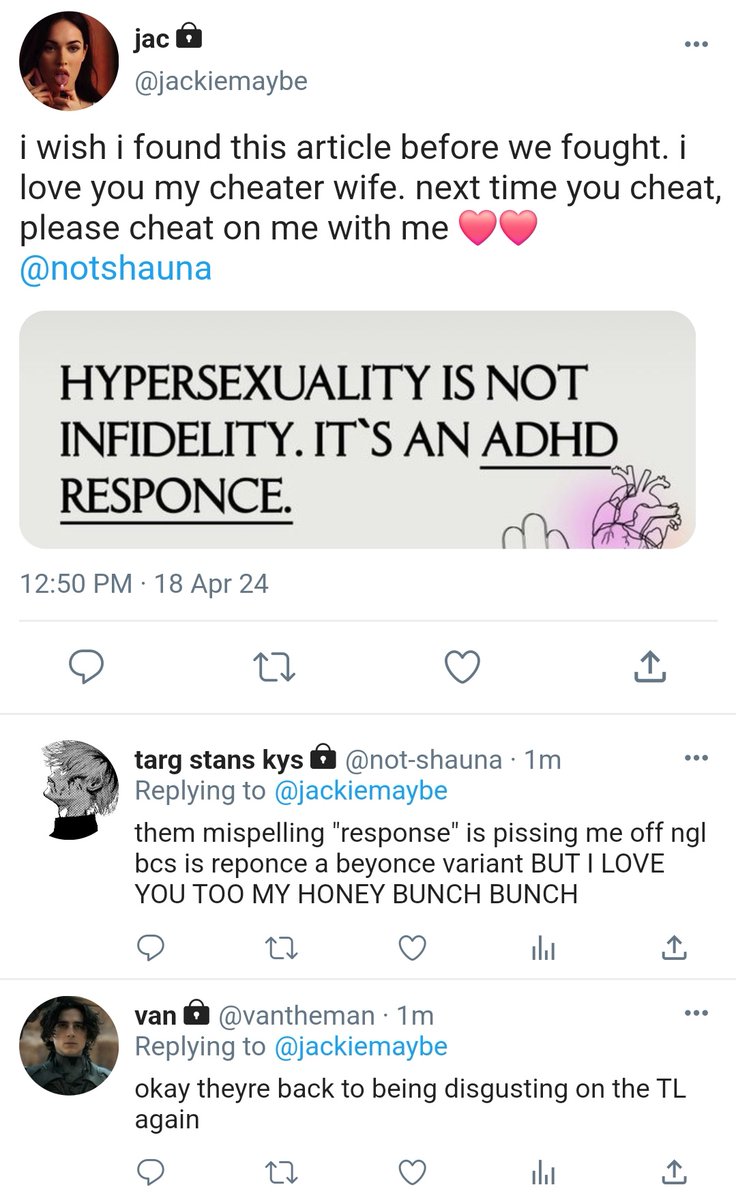 jac
@jackiemaybe
i wish i found this article before we fought. i
love you my cheater wife. next time you cheat,
please cheat on me with me ❤️❤️
@notshauna
HYPERSEXUALITY IS NOT
INFIDELITY. IT`S AN ADHD
RESPONCE.
12:50 PM · 18 Apr 24
targ stans kys @not-shauna · 1m
Replying to @jackiemaybe
them mispelling "response" is pissing me off ngl
bcs is reponce a beyonce variant BUT I LOVE
YOU TOO MY HONEY BUNCH BUNCH
van @vantheman · 1m
Replying to @jackiemaybe
okay theyre back to being disgusting on the TL
again